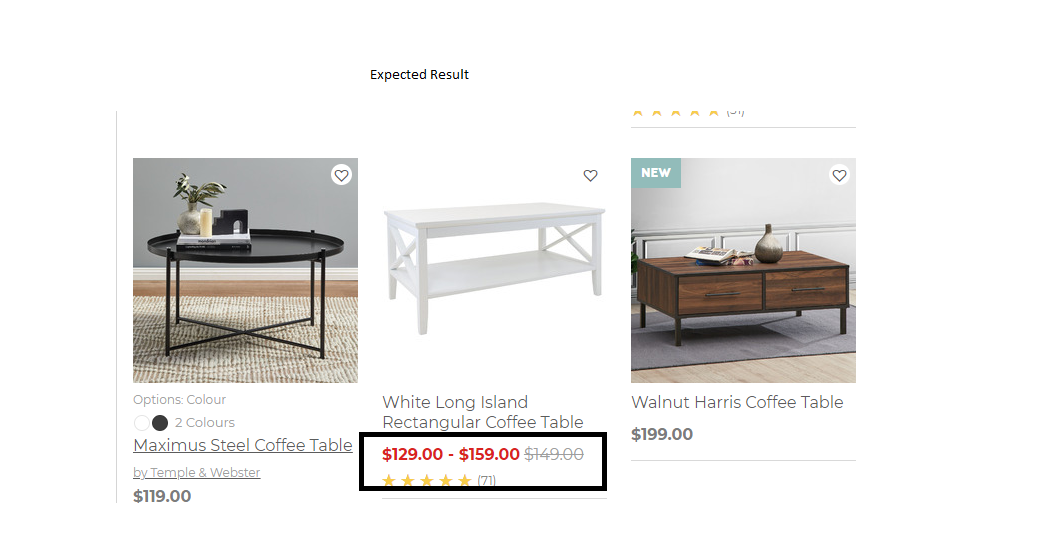 Expected Result
NEW
Options: Colour
2 Colours
Maximus Steel Coffee Table
by Temple & Webster
$119.00
White Long Island
Rectangular Coffee Table
$129.00 - $159.00 $149.00
(71)
Walnut Harris Coffee Table
$199.00